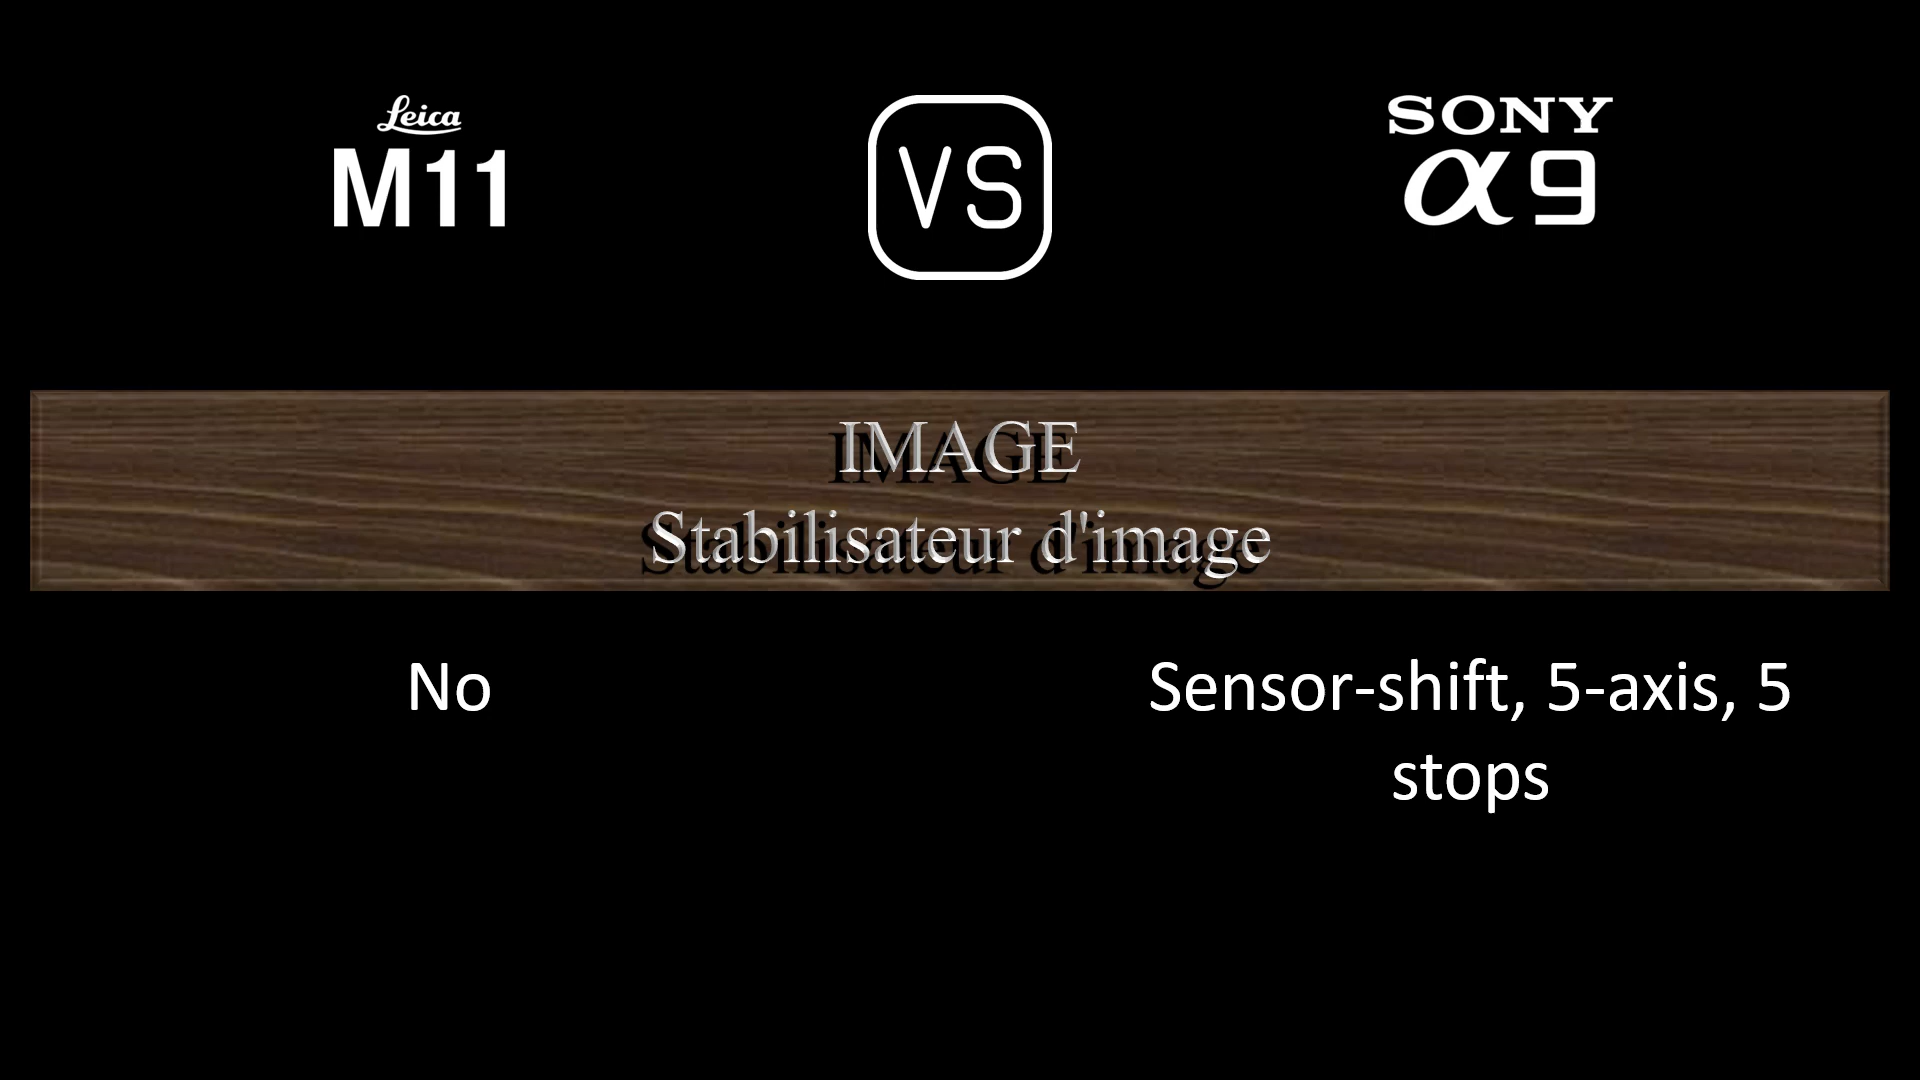 Leica
M11
VS
SONY
α9
IMAGE
Stabilisateur d'image
No
Sensor-shift, 5-axis, 5
stops